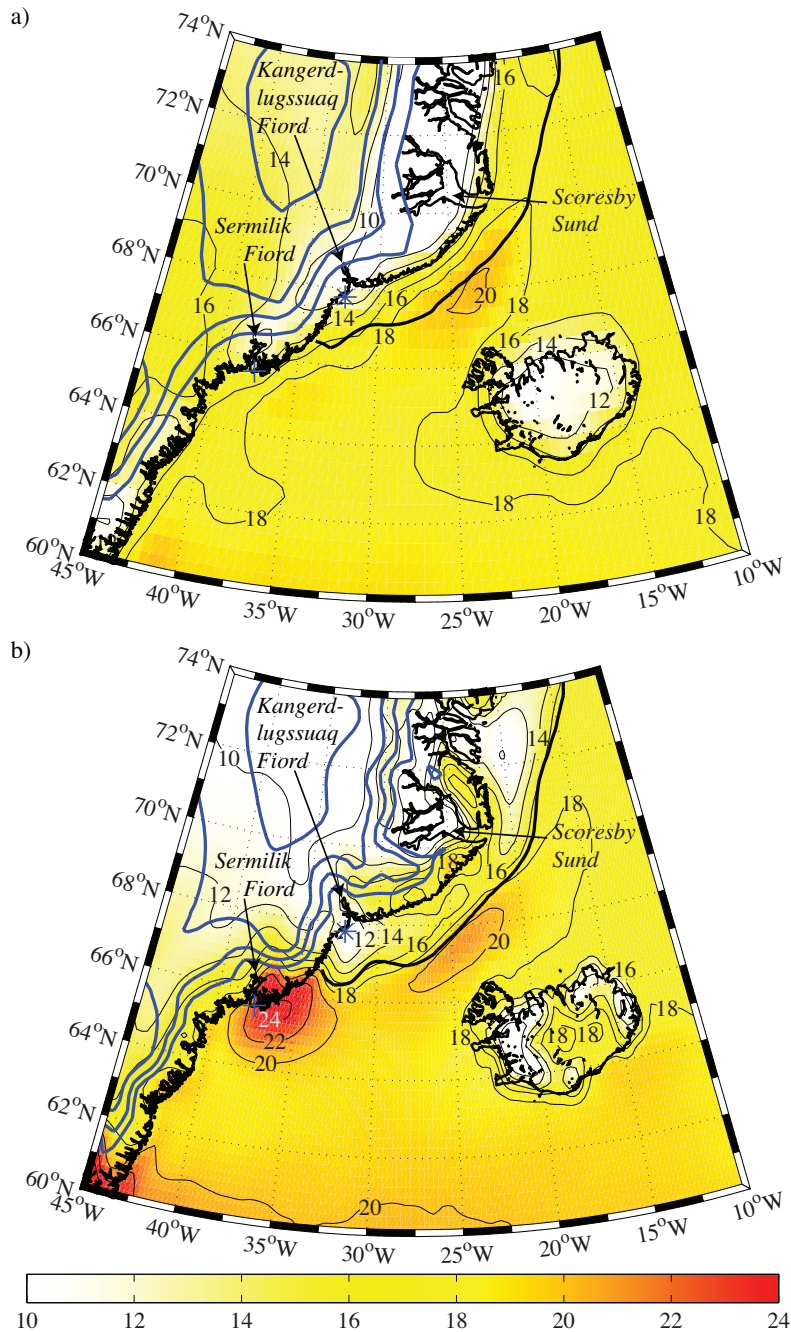 a)
74°N
72°N
70°N
68°N
66°N
64°N
62°N
60°N
45°W
40°W
35°W
30°W
25°W
20°W
15°W
10°W
Kangerd-
lugssuaq
Fiord
Sermilik
Fiord
Scoresby
Sund
16
14
10
16
20
16
14
18
18
16
14
12
18
18
18
b)
74°N
72°N
70°N
68°N
66°N
64°N
62°N
60°N
45°W
40°W
35°W
30°W
25°W
20°W
15°W
10°W
Kangerd-
lugssuaq
Fiord
Sermilik
Fiord
Scoresby
Sund
10
14
18
18
16
12
12
14
16
20
18
24
22
20
16
18
18
18
18
20
10 12 14 16 18 20 22 24